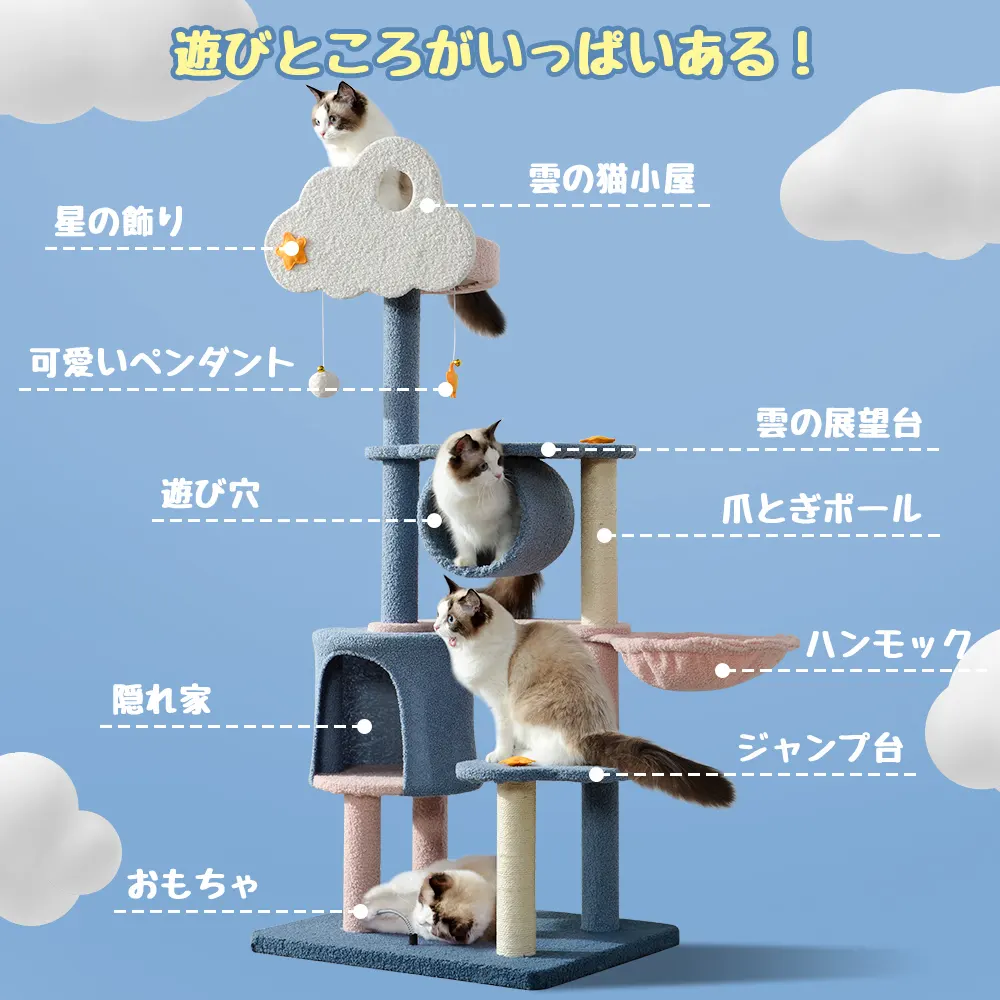 遊びところがいっぱいある！
雲の猫小屋
星の飾り
可愛いペンダント
雲の展望台
遊び穴
爪とぎポール
ハンモック
隠れ家
ジャンプ台
おもちゃ